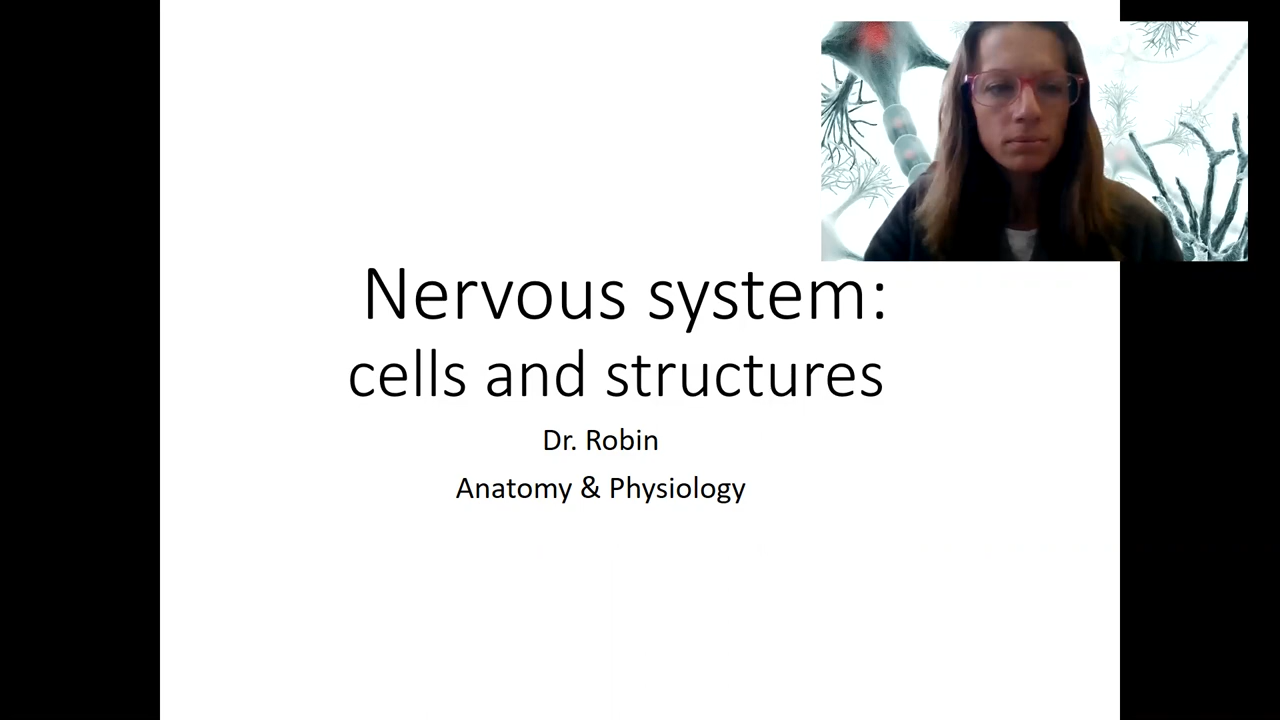 Nervous system:
cells and structures
Dr. Robin
Anatomy & Physiology